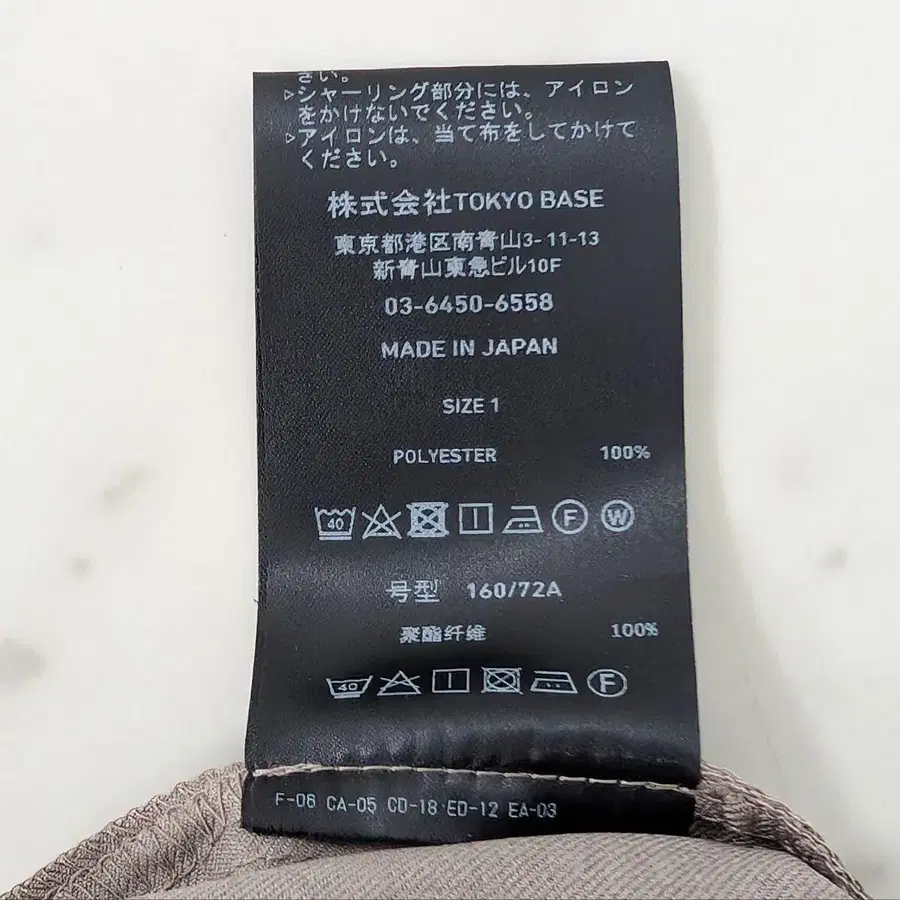 さい。
▷シャーリング部分には、アイロン
をかけないでください。
▷アイロンは、当て布をしてかけて
ください。
株式会社TOKYO BASE
東京都港区南青山3-11-13
新青山東急ビル10F
03-6450-6558
MADE IN JAPAN
SIZE 1
POLYESTER 100%
40 F W
号型 160/72A
聚酯纤维 100%
40 F
F-06 CA-05 CD-18 ED-12 EA-03